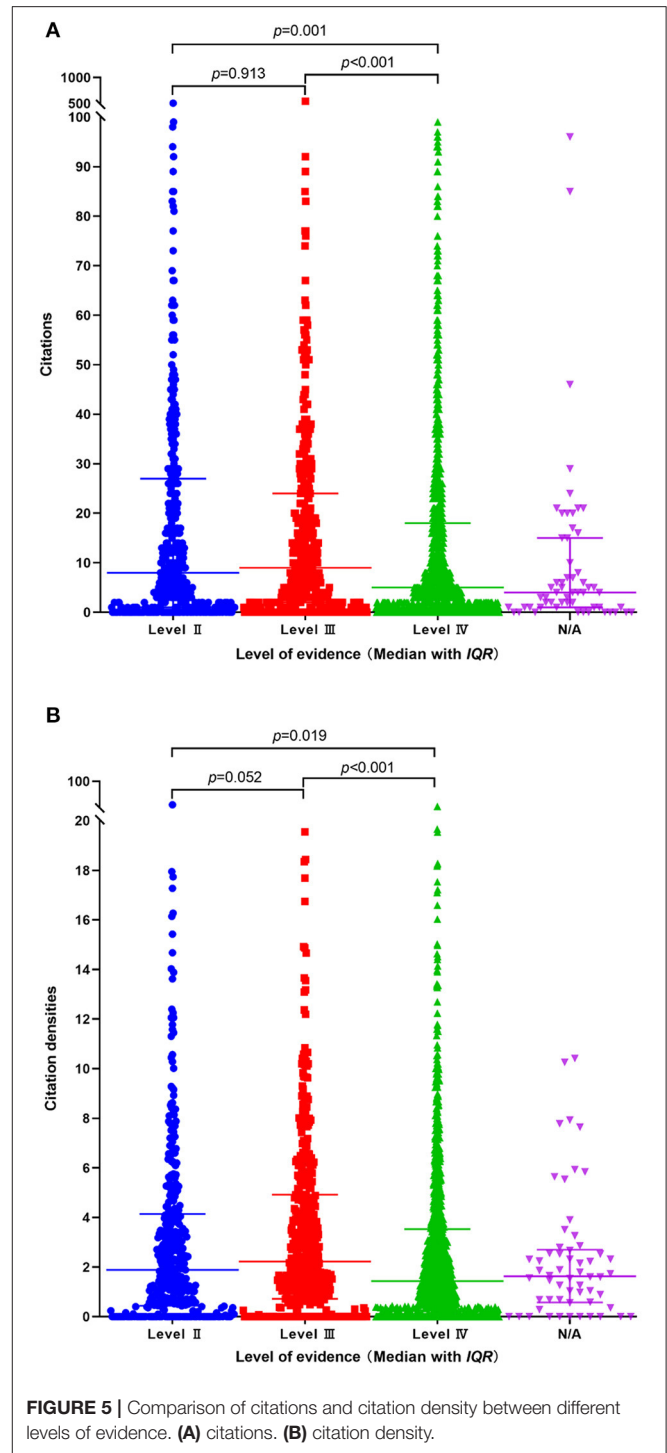 A
p=0.001
p=0.913
p<0.001
1000
500
100
90
80
70
60
50
40
30
20
10
0
Citations
Level Ⅱ
Level Ⅲ
Level Ⅳ
N/A
Level of evidence（Median with IQR）
B
p=0.019
p=0.052
p<0.001
100
20
18
16
14
12
10
8
6
4
2
0
Citation densities
Level Ⅱ
Level Ⅲ
Level Ⅳ
N/A
Level of evidence（Median with IQR）
FIGURE 5 | Comparison of citations and citation density between different
levels of evidence. (A) citations. (B) citation density.